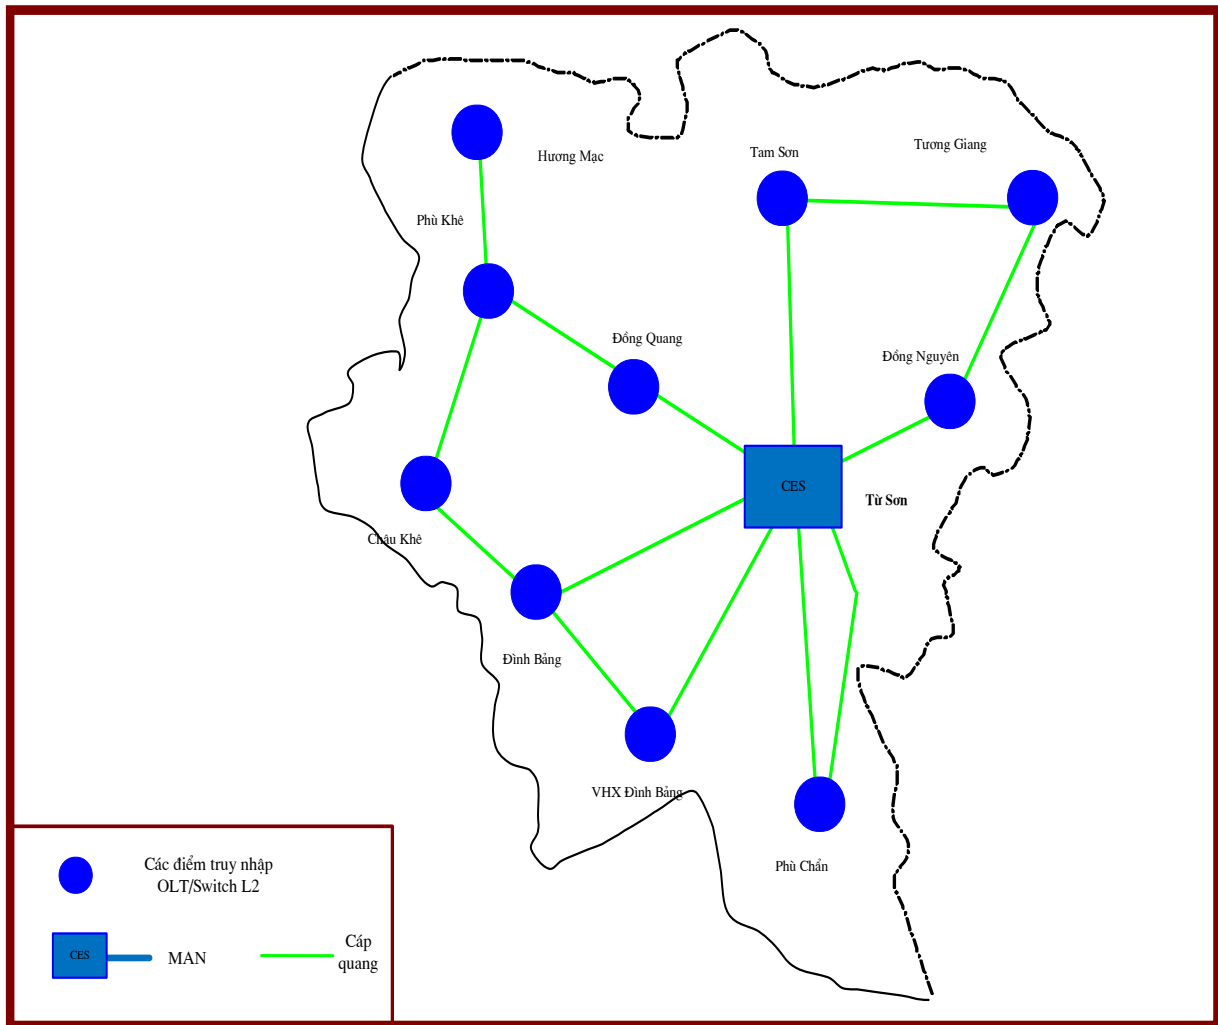 Tương Giang
Tam Sơn
Hương Mạc
Phù Khê
Đồng Quang
Đồng Nguyên
CES
Từ Sơn
Châu Khê
Đình Bảng
VHX Đình Bảng
Phù Chẩn
Các điểm truy nhập
OLT/Switch L2
CES
MAN
Cáp
quang